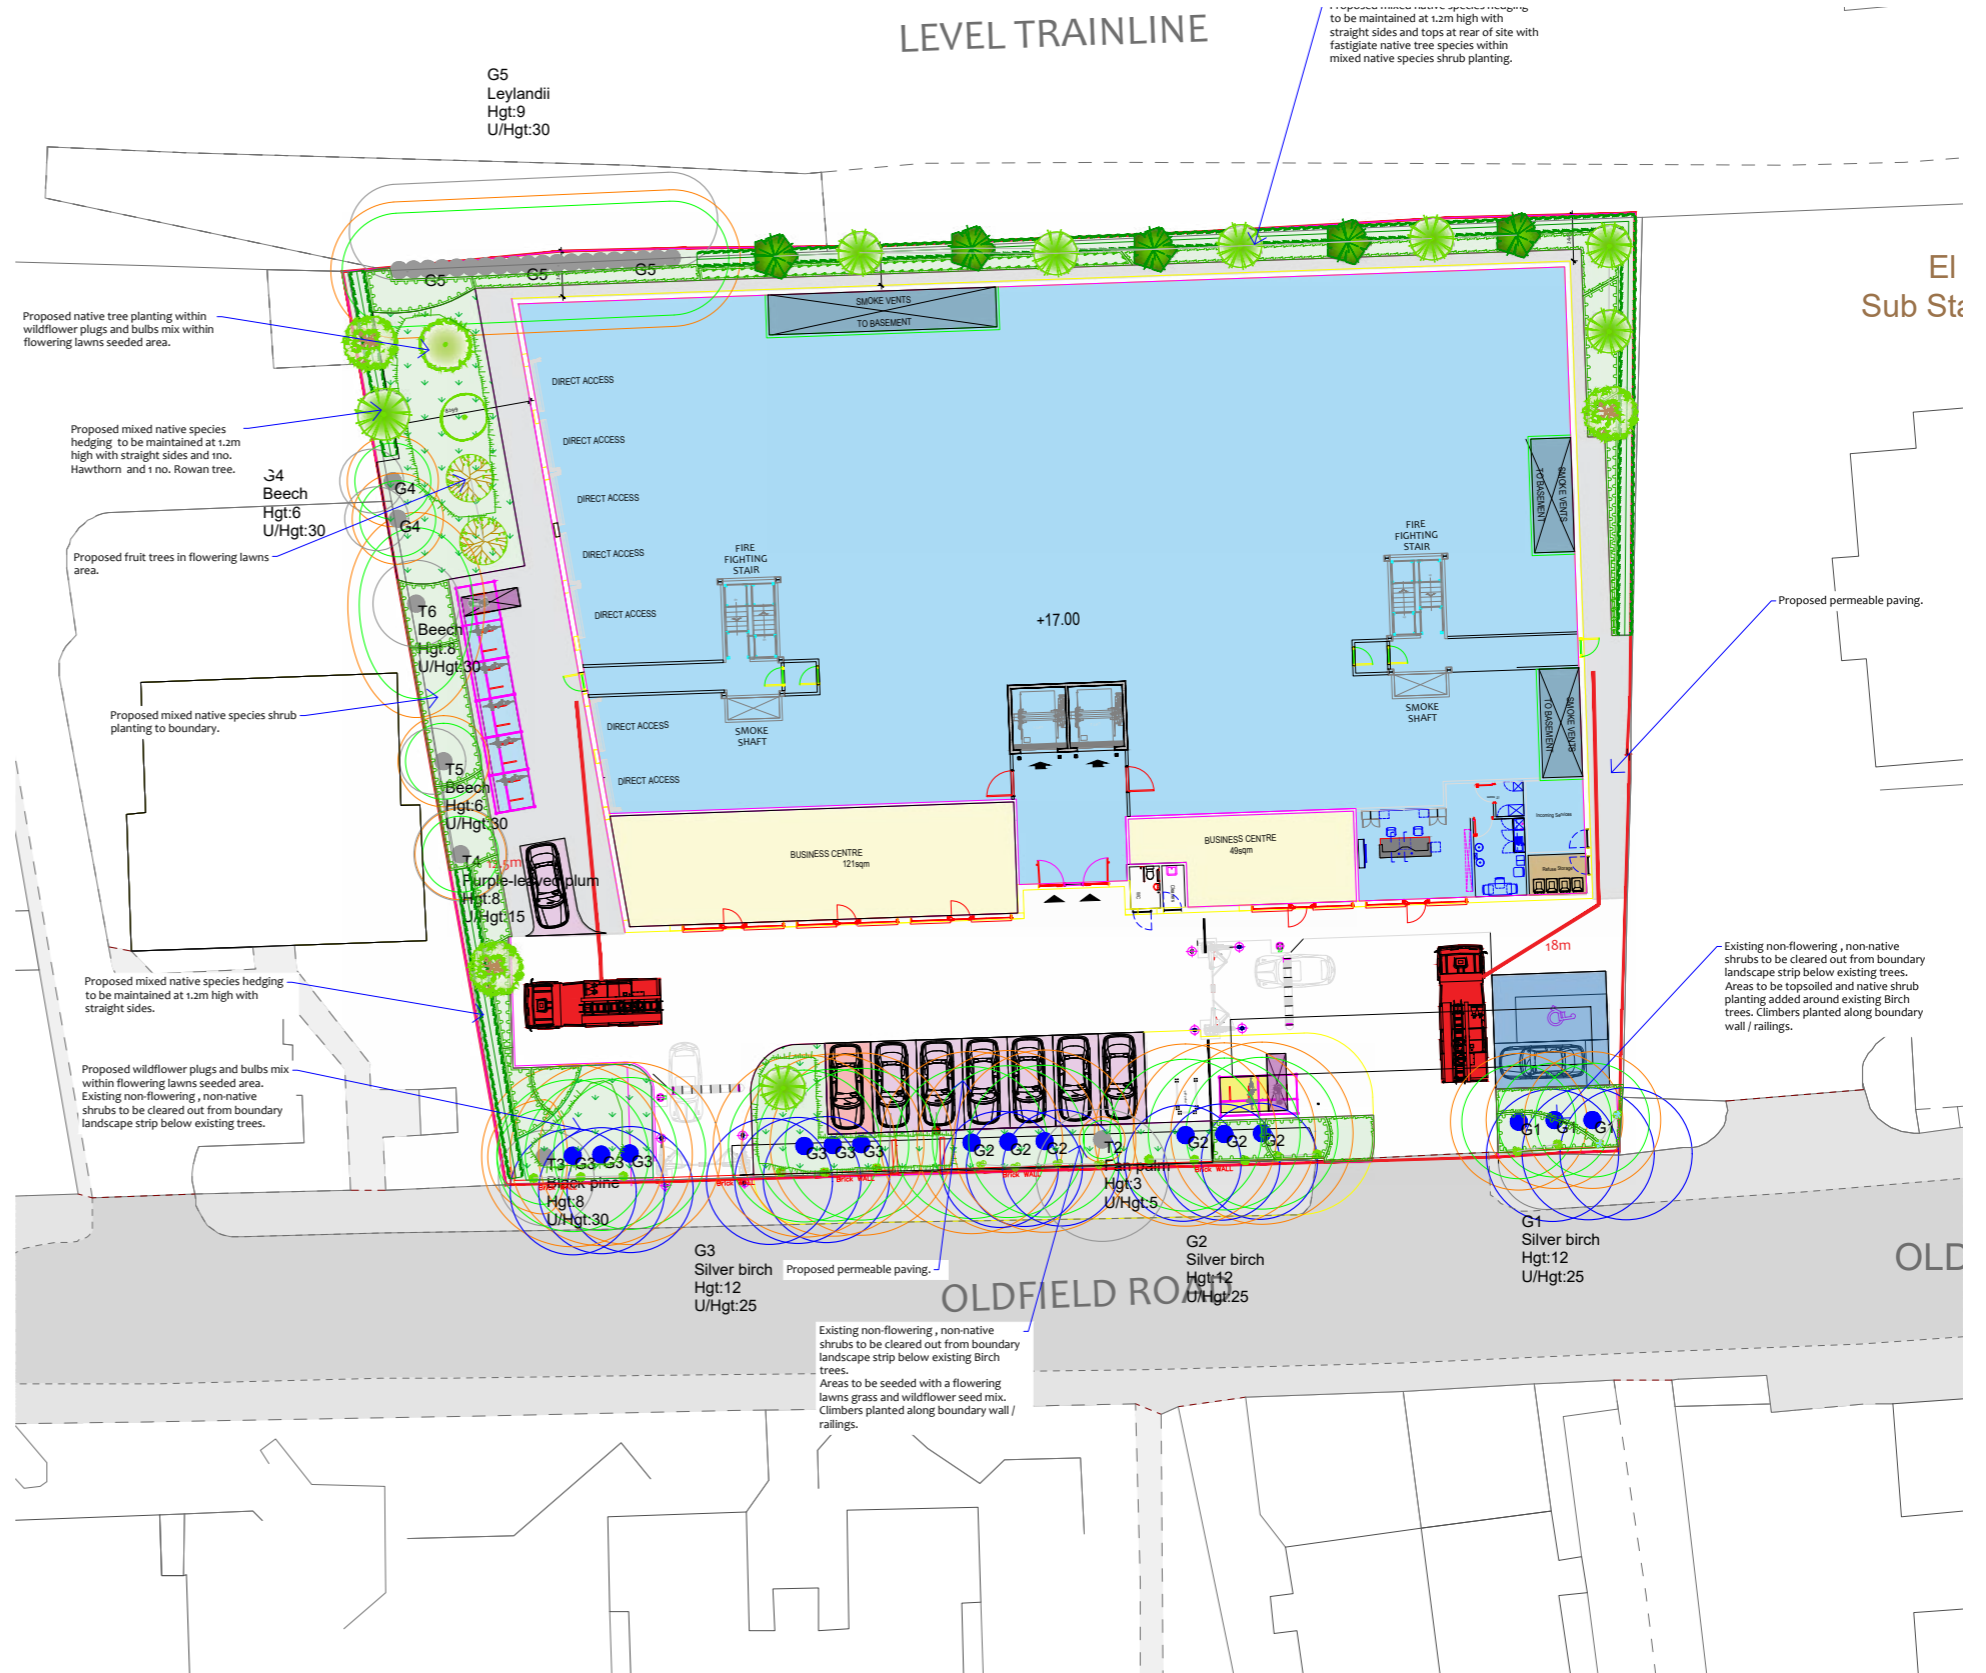 LEVEL TRAINLINE
to be maintained at 1.2m high with
straight sides and tops at rear of site with
fastigiate native tree species within
mixed native species shrub planting.
G5
Leylandii
Hgt:9
U/Hgt:30
G5
G5
G5
El
Sub Sta
Proposed native tree planting within
wildflower plugs and bulbs mix within
flowering lawns seeded area.
SMOKE VENTS
TO BASEMENT
DIRECT ACCESS
DIRECT ACCESS
DIRECT ACCESS
DIRECT ACCESS
DIRECT ACCESS
DIRECT ACCESS
DIRECT ACCESS
Proposed mixed native species
hedging to be maintained at 1.2m
high with straight sides and 1no.
Hawthorn and 1 no. Rowan tree.
G4
Beech
Hgt:6
U/Hgt:30
G4
G4
Proposed fruit trees in flowering lawns
area.
SMOKE VENTS
TO BASEMENT
FIRE
FIGHTING
STAIR
FIRE
FIGHTING
STAIR
+17.00
Proposed permeable paving.
T6
Beech
Hgt:8
U/Hgt:30
SMOKE
SHAFT
SMOKE
SHAFT
SMOKE VENTS
TO BASEMENT
Proposed mixed native species shrub
planting to boundary.
T5
Beech
Hgt:6
U/Hgt:30
T4
12.5m
Purple-leaved plum
Hgt:8
U/Hgt:15
BUSINESS CENTRE
121sqm
BUSINESS CENTRE
49sqm
Incoming Services
Refuse Storage
WC
18m
Proposed mixed native species hedging
to be maintained at 1.2m high with
straight sides.
Existing non-flowering , non-native
shrubs to be cleared out from boundary
landscape strip below existing trees.
Areas to be topsoiled and native shrub
planting added around existing Birch
trees. Climbers planted along boundary
wall / railings.
Proposed wildflower plugs and bulbs mix
within flowering lawns seeded area.
Existing non-flowering , non-native
shrubs to be cleared out from boundary
landscape strip below existing trees.
T3
G3
G3
G3
Black pine
Hgt:8
U/Hgt:30
G3
G3
G3
G2
G2
G2
T2
Fan palm
Hgt:3
U/Hgt:5
G2
G2
G2
G1
G1
G1
Brick WALL
Brick WALL
Brick WALL
Brick WALL
G3
Silver birch
Hgt:12
U/Hgt:25
Proposed permeable paving.
G2
Silver birch
Hgt:12
U/Hgt:25
G1
Silver birch
Hgt:12
U/Hgt:25
OLDFIELD ROAD
OLD
Existing non-flowering , non-native
shrubs to be cleared out from boundary
landscape strip below existing Birch
trees.
Areas to be seeded with a flowering
lawns grass and wildflower seed mix.
Climbers planted along boundary wall /
railings.